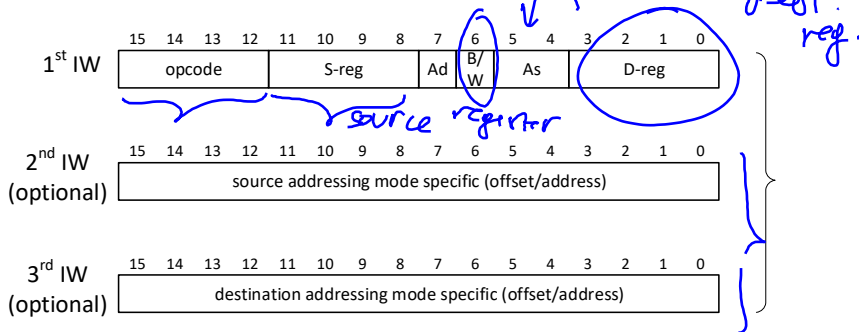 reg.
15 14 13 12 11 10 9 8 7 6 5 4 3 2 1 0
1st IW opcode S-reg Ad B/W As D-reg
source register
2nd IW (optional)
15 14 13 12 11 10 9 8 7 6 5 4 3 2 1 0
source addressing mode specific (offset/address)
3rd IW (optional)
15 14 13 12 11 10 9 8 7 6 5 4 3 2 1 0
destination addressing mode specific (offset/address)